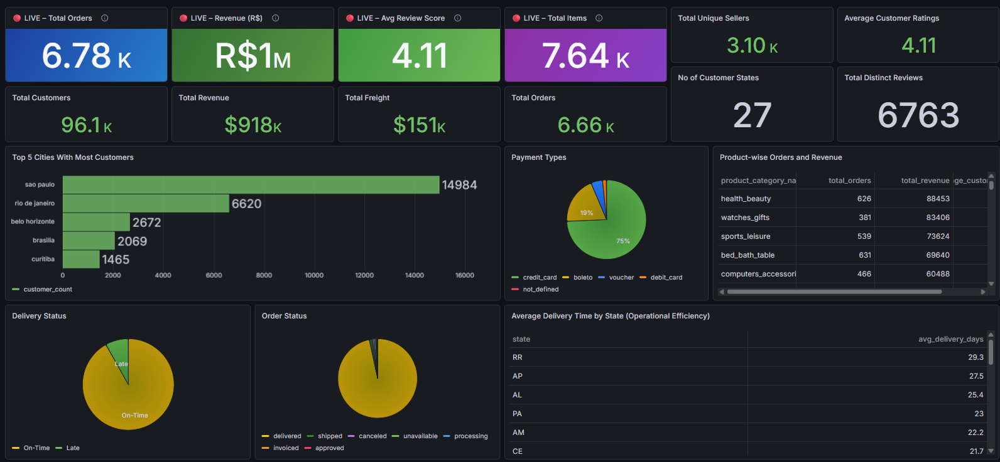 LIVE – Total Orders
6.78 K
LIVE – Revenue (R$)
R$1M
LIVE – Avg Review Score
4.11
LIVE – Total Items
7.64 K
Total Unique Sellers
3.10 K
Average Customer Ratings
4.11
Total Customers
96.1 K
Total Revenue
$918K
Total Freight
$151K
Total Orders
6.66 K
No of Customer States
27
Total Distinct Reviews
6763
Top 5 Cities With Most Customers
sao paulo 14984
rio de janeiro 6620
belo horizonte 2672
brasilia 2069
curitiba 1465
0 2000 4000 6000 8000 10000 12000 14000 16000
customer_count
Payment Types
19%
75%
credit_card boleto voucher debit_card
not_defined
Product-wise Orders and Revenue
product_category_na total_orders total_revenue ge_custo
health_beauty 626 88453
watches_gifts 381 83406
sports_leisure 539 73624
bed_bath_table 631 69640
computers_accessori 466 60488
Delivery Status
Late
On-Time
On-Time Late
Order Status
delivered shipped canceled unavailable processing
invoiced approved
Average Delivery Time by State (Operational Efficiency)
state avg_delivery_days
RR 29.3
AP 27.5
AL 25.4
PA 23
AM 22.2
CE 21.7